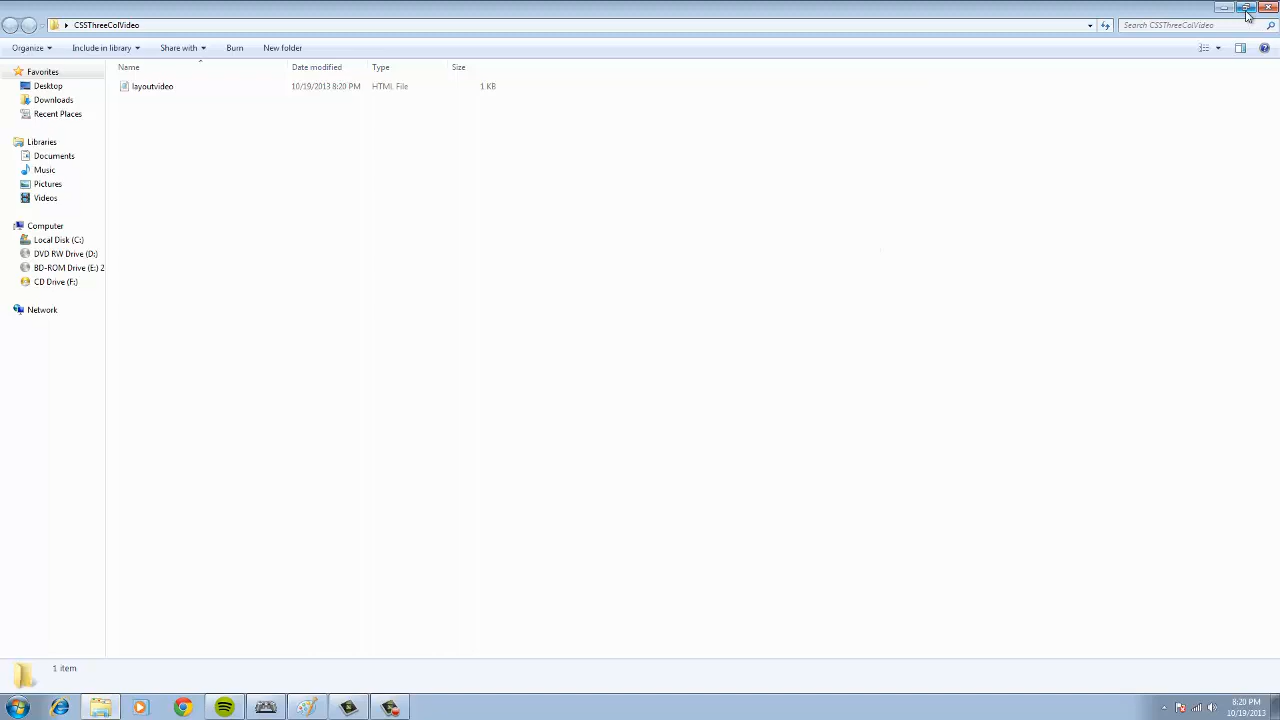 CSSThreeColVideo
Search CSSThreeColVideo
Organize Include in library Share with Burn New folder
Name Date modified Type Size
layoutvideo 10/19/2013 8:20 PM HTML File 1 KB
Favorites
Desktop
Downloads
Recent Places
Libraries
Documents
Music
Pictures
Videos
Computer
Local Disk (C:)
DVD RW Drive (D:)
BD-ROM Drive (E:) 2
CD Drive (F:)
Network
1 item
8:20 PM
10/19/2013